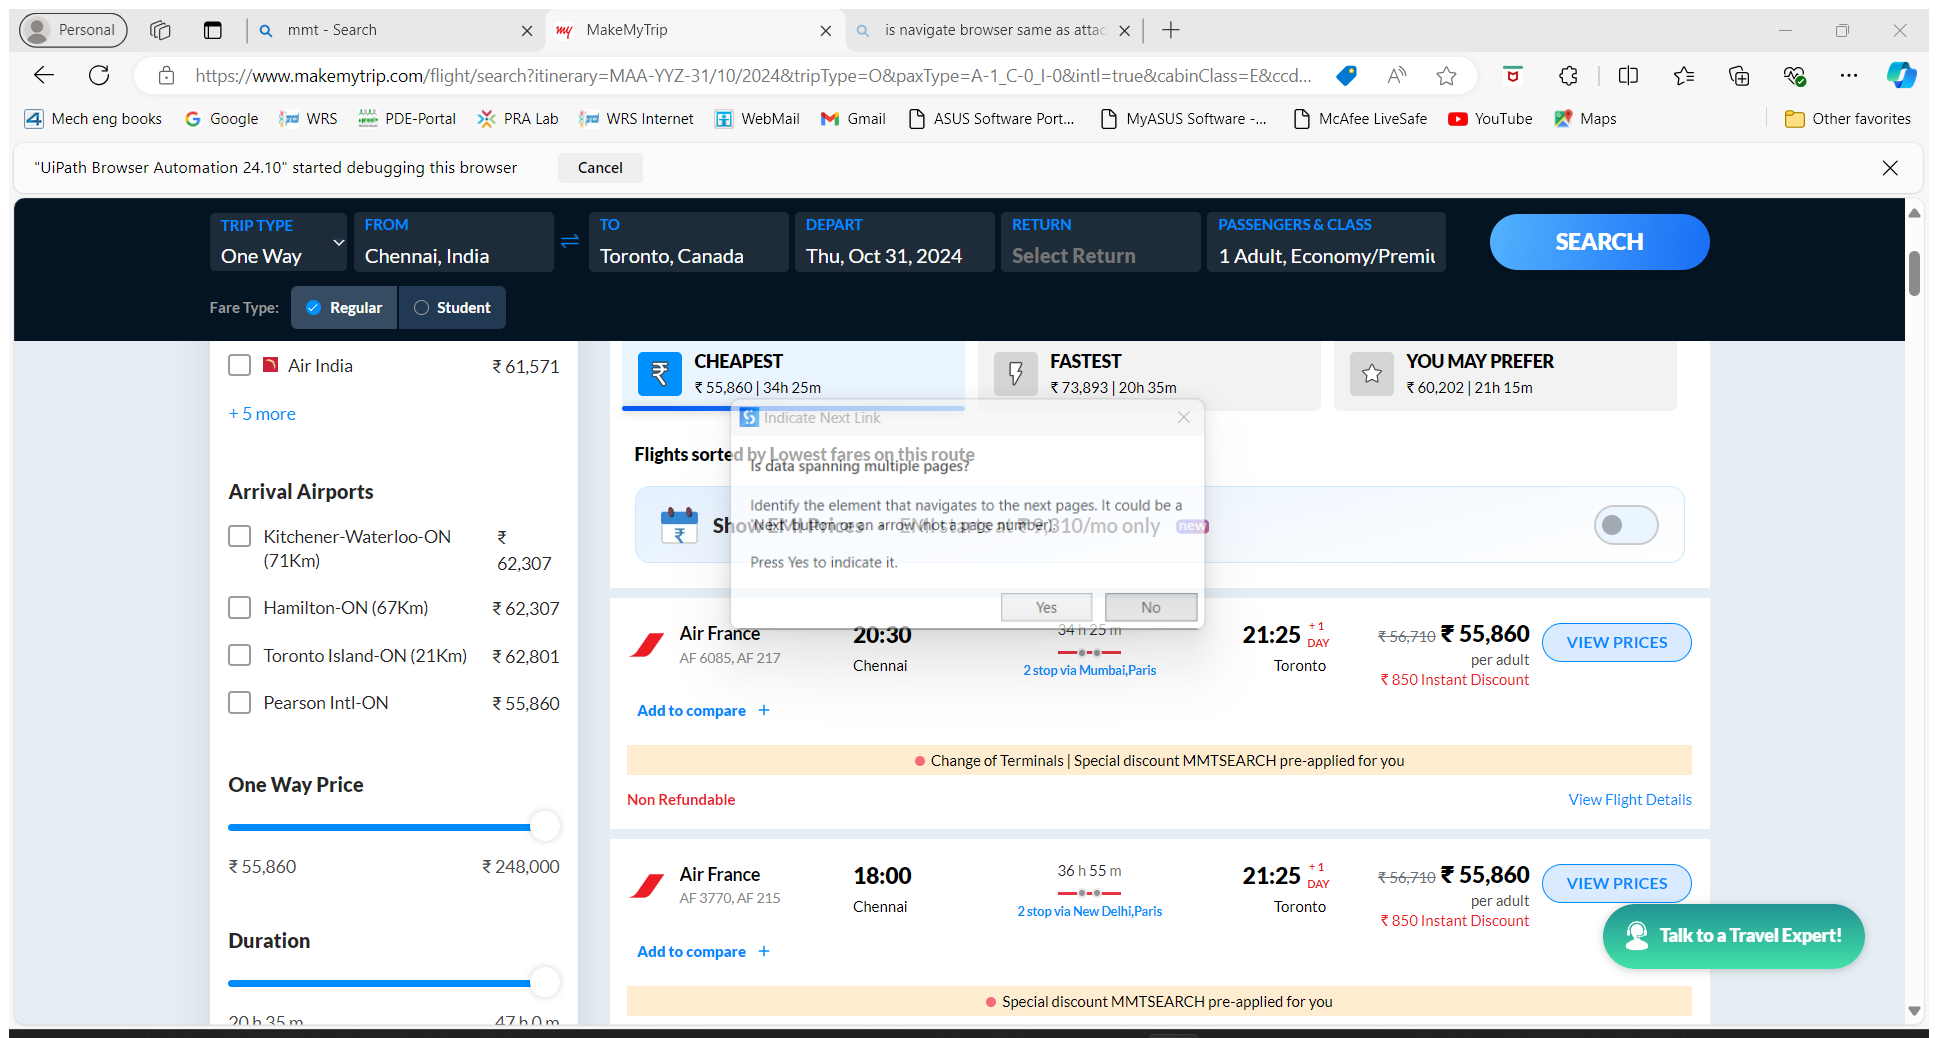 Personal
mmt - Search
MakeMyTrip
is navigate browser same as attac
https://www.makemytrip.com/flight/search?itinerary=MAA-YYZ-31/10/2024&tripType=O&paxType=A-1_C-0_I-0&intl=true&cabinClass=E&ccd...
Mech eng books Google WRS PDE-Portal PRA Lab WRS Internet WebMail Gmail ASUS Software Port... MyASUS Software -... McAfee LiveSafe YouTube Maps Other favorites
"UiPath Browser Automation 24.10" started debugging this browser Cancel
TRIP TYPE FROM TO DEPART RETURN PASSENGERS & CLASS
One Way Chennai, India Toronto, Canada Thu, Oct 31, 2024 Select Return 1 Adult, Economy/Premiu
SEARCH
Fare Type: Regular Student
Air India ₹ 61,571
+ 5 more
Arrival Airports
Kitchener-Waterloo-ON ₹
(71Km) 62,307
Hamilton-ON (67Km) ₹ 62,307
Toronto Island-ON (21Km) ₹ 62,801
Pearson Intl-ON ₹ 55,860
One Way Price
₹ 55,860 ₹ 248,000
Duration
20 h 35 m 47 h 0 m
CHEAPEST
₹ 55,860 | 34h 25m
FASTEST
₹ 73,893 | 20h 35m
YOU MAY PREFER
₹ 60,202 | 21h 15m
Flights sorted by Lowest fares on this route
Show EMI Prices - EMI starts at ₹ 9,310/mo only new
Indicate Next Link
Is data spanning multiple pages?
Identify the element that navigates to the next pages. It could be a
'Next' button or an arrow (not a page number).
Press Yes to indicate it.
Yes No
Air France 20:30 34 h 25 m 21:25 +1 DAY ₹ 56,710 ₹ 55,860 VIEW PRICES
AF 6085, AF 217 Chennai 2 stop via Mumbai,Paris Toronto per adult
₹ 850 Instant Discount
Add to compare +
Change of Terminals | Special discount MMTSEARCH pre-applied for you
Non Refundable View Flight Details
Air France 18:00 36 h 55 m 21:25 +1 DAY ₹ 56,710 ₹ 55,860 VIEW PRICES
AF 3770, AF 215 Chennai 2 stop via New Delhi,Paris Toronto per adult
₹ 850 Instant Discount
Add to compare +
Talk to a Travel Expert!
Special discount MMTSEARCH pre-applied for you